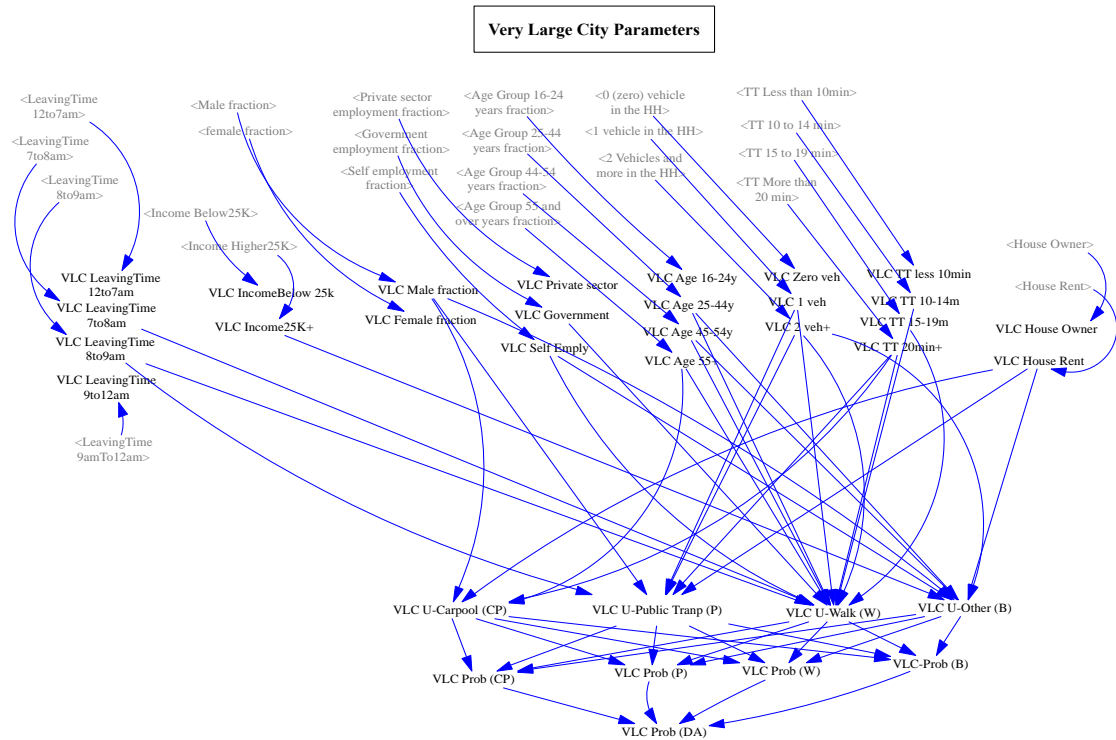 Very Large City Parameters
<LeavingTime
12to7am>
<Male fraction>
<female fraction>
<Private sector
employment fraction>
<Age Group 16-24
years fraction>
<0 (zero) vehicle
in the HH>
<TT Less than 10min>
<LeavingTime
7to8am>
<Government
employment fraction>
<Age Group 25-44
years fraction>
<1 vehicle in the HH>
<TT 10 to 14 min>
<LeavingTime
8to9am>
<Self employment
fraction>
<Age Group 44-54
years fraction>
<2 Vehicles and
more in the HH>
<TT 15 to 19 min>
<TT More than
20 min>
<Income Below25K>
<Age Group 55 and
over years fraction>
<Income Higher25K>
<House Owner>
<House Rent>
VLC LeavingTime
12to7am
VLC IncomeBelow 25k
VLC Male fraction
VLC Private sector
VLC Age 16-24y
VLC Zero veh
VLC TT less 10min
VLC LeavingTime
7to8am
VLC Income25K+
VLC Female fraction
VLC Government
VLC Age 25-44y
VLC 1 veh
VLC TT 10-14m
VLC House Owner
VLC LeavingTime
8to9am
VLC Self Emply
VLC Age 45-54y
VLC 2 veh+
VLC TT 15-19m
VLC Age 55+
VLC TT 20min+
VLC House Rent
VLC LeavingTime
9to12am
<LeavingTime
9amTo12am>
VLC U-Carpool (CP)
VLC U-Public Tranp (P)
VLC U-Walk (W)
VLC U-Other (B)
VLC Prob (CP)
VLC Prob (P)
VLC Prob (W)
VLC-Prob (B)
VLC Prob (DA)